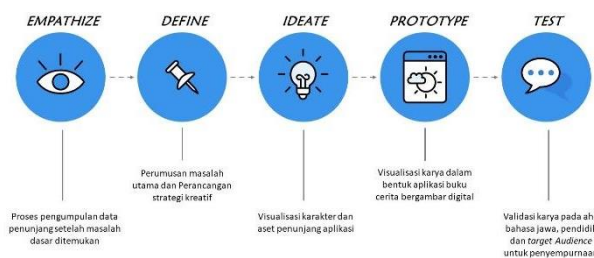 EMPATHIZE
DEFINE
IDEATE
PROTOTYPE
TEST
Proses pengumpulan data
penunjang setelah masalah
dasar ditemukan
Perumusan masalah
utama dan Perancangan
strategi kreatif
Visualisasi karakter dan
aset penyempaian aplikasi
Visualisasi karya dalam
bentuk aplikasi buku
cerita bergambar digital
Validasi karya pada ah
bahasa jawa, pendidi
dan target Audience
untuk penyempurnaa